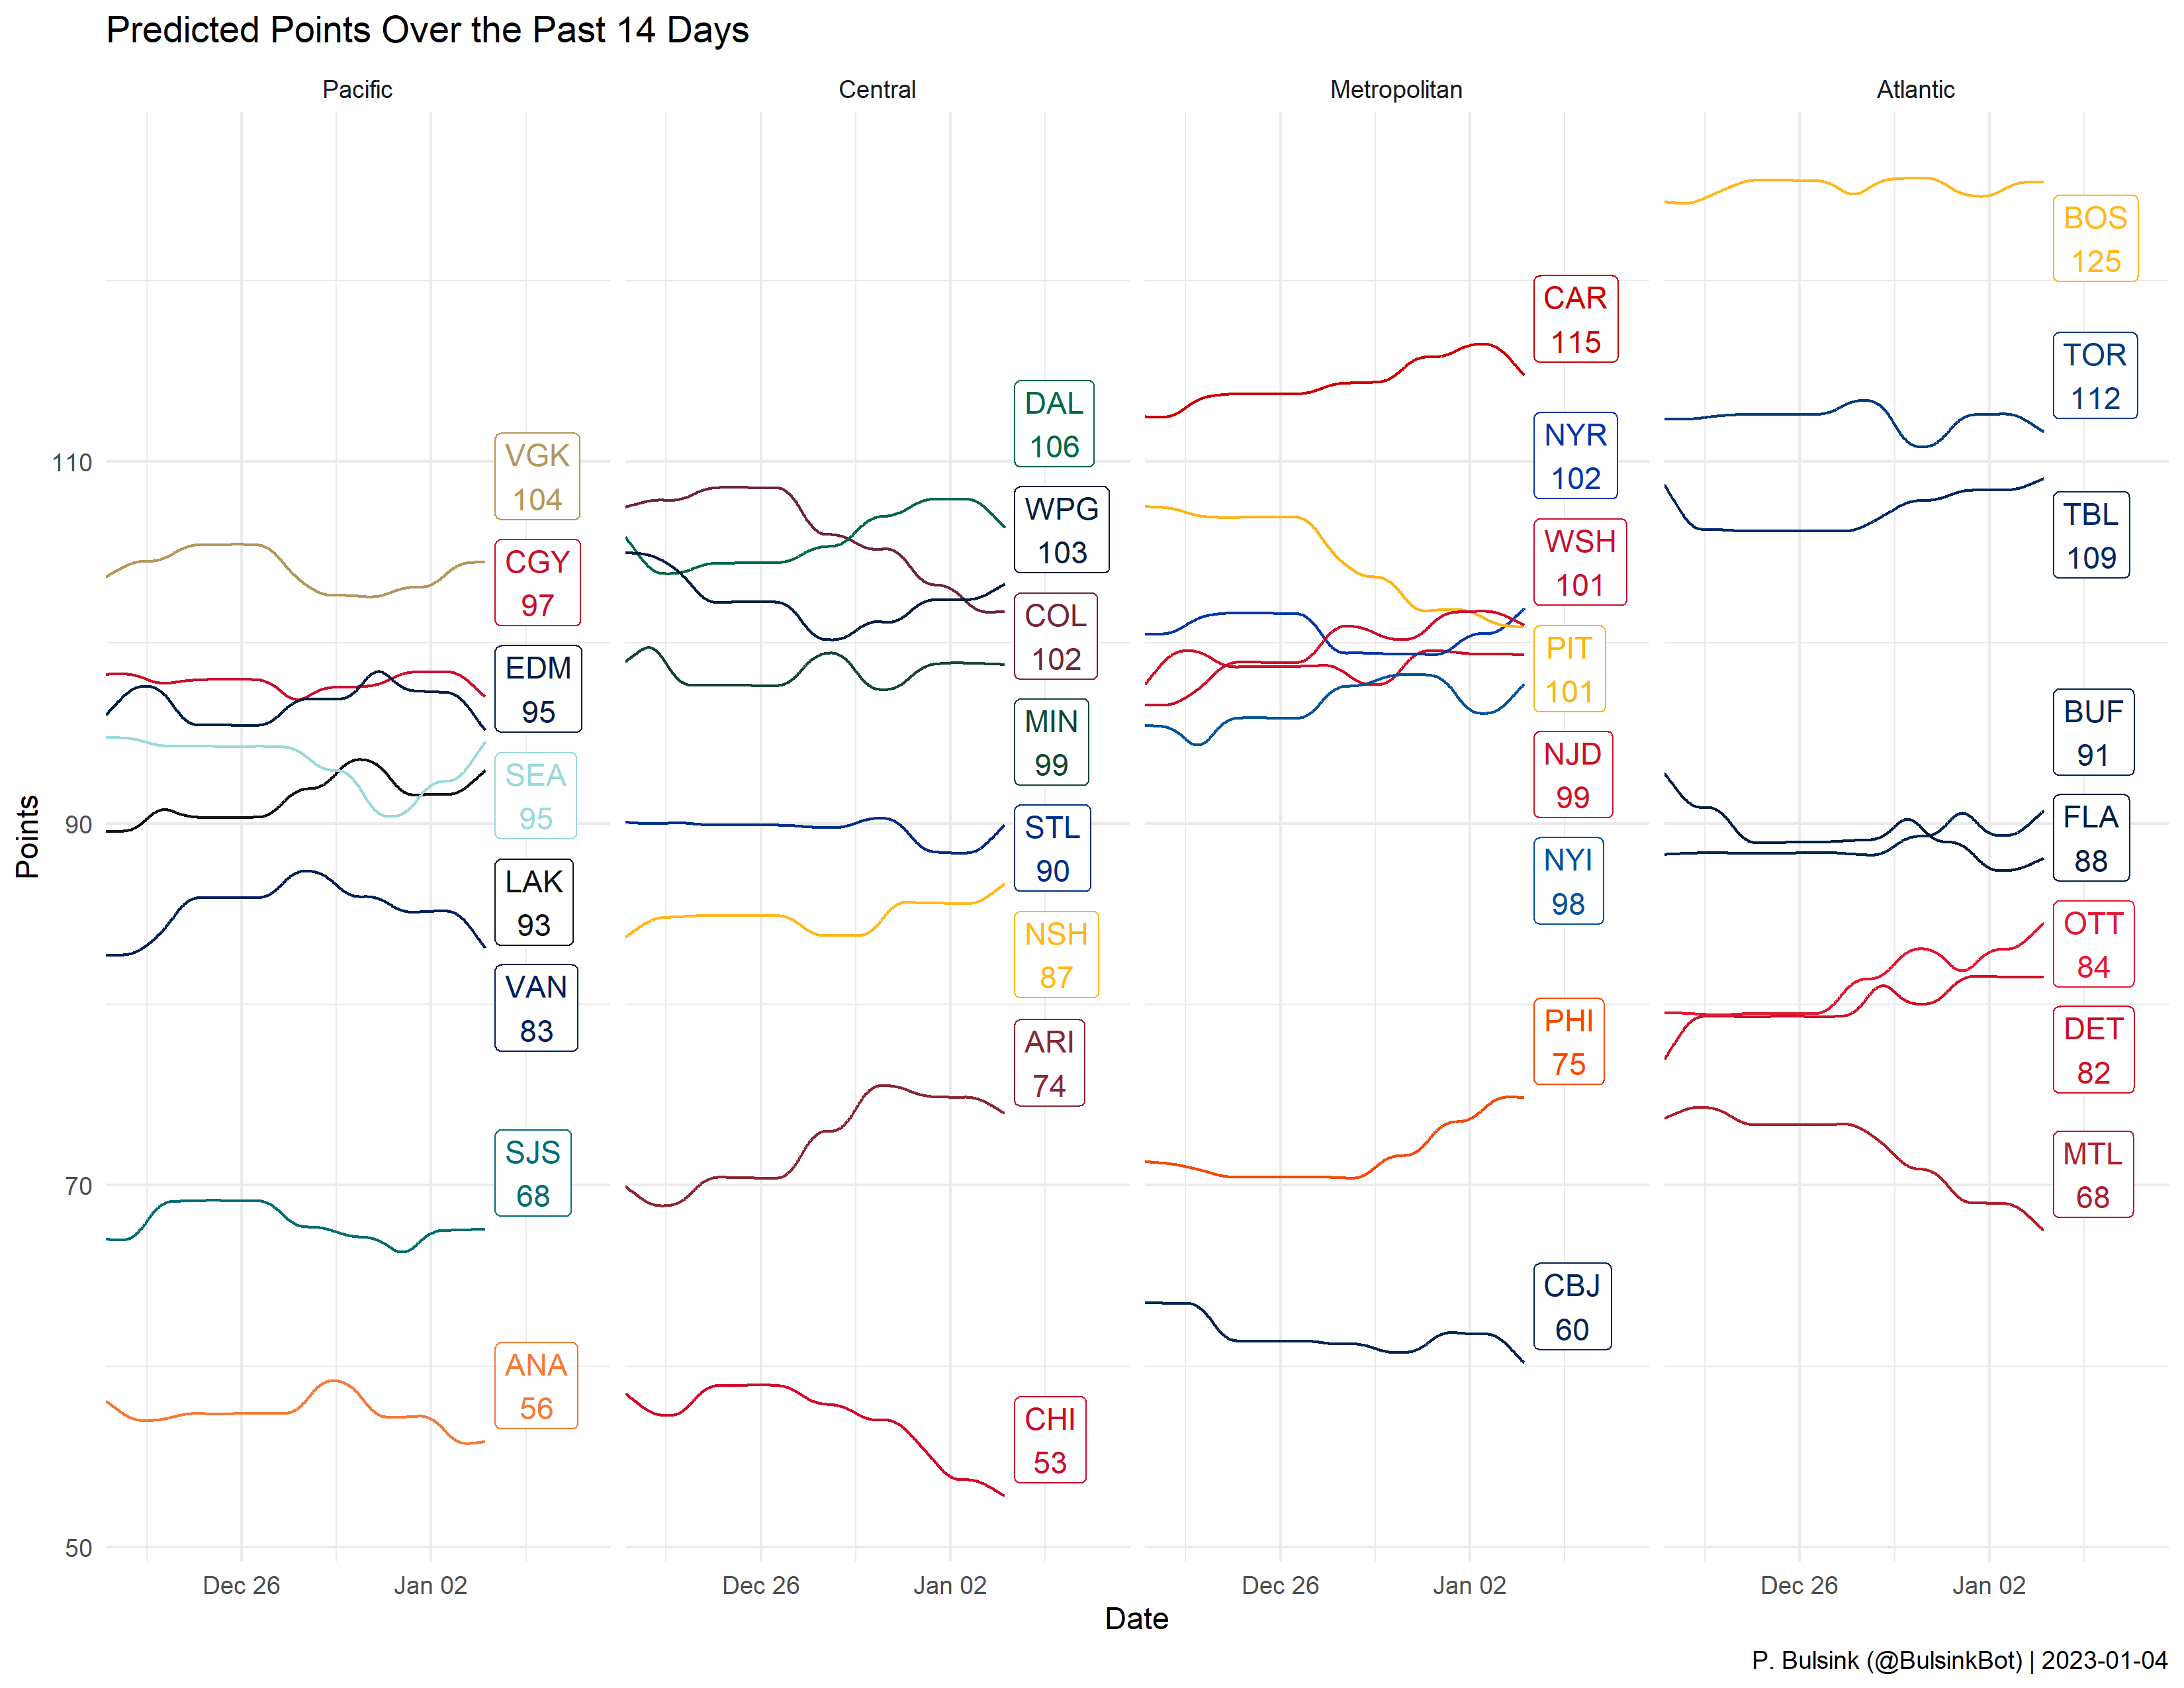 Predicted Points Over the Past 14 Days
Pacific
Central
Metropolitan
Atlantic
Points
110
90
70
50
VGK
104
CGY
97
EDM
95
SEA
95
LAK
93
VAN
83
SJS
68
ANA
56
DAL
106
WPG
103
COL
102
MIN
99
STL
90
NSH
87
ARI
74
CHI
53
CAR
115
NYR
102
WSH
101
PIT
101
NJD
99
NYI
98
PHI
75
CBJ
60
BOS
125
TOR
112
TBL
109
BUF
91
FLA
88
OTT
84
DET
82
MTL
68
Dec 26
Jan 02
Dec 26
Jan 02
Dec 26
Jan 02
Dec 26
Jan 02
Date
P. Bulsink (@BulsinkBot) | 2023-01-04